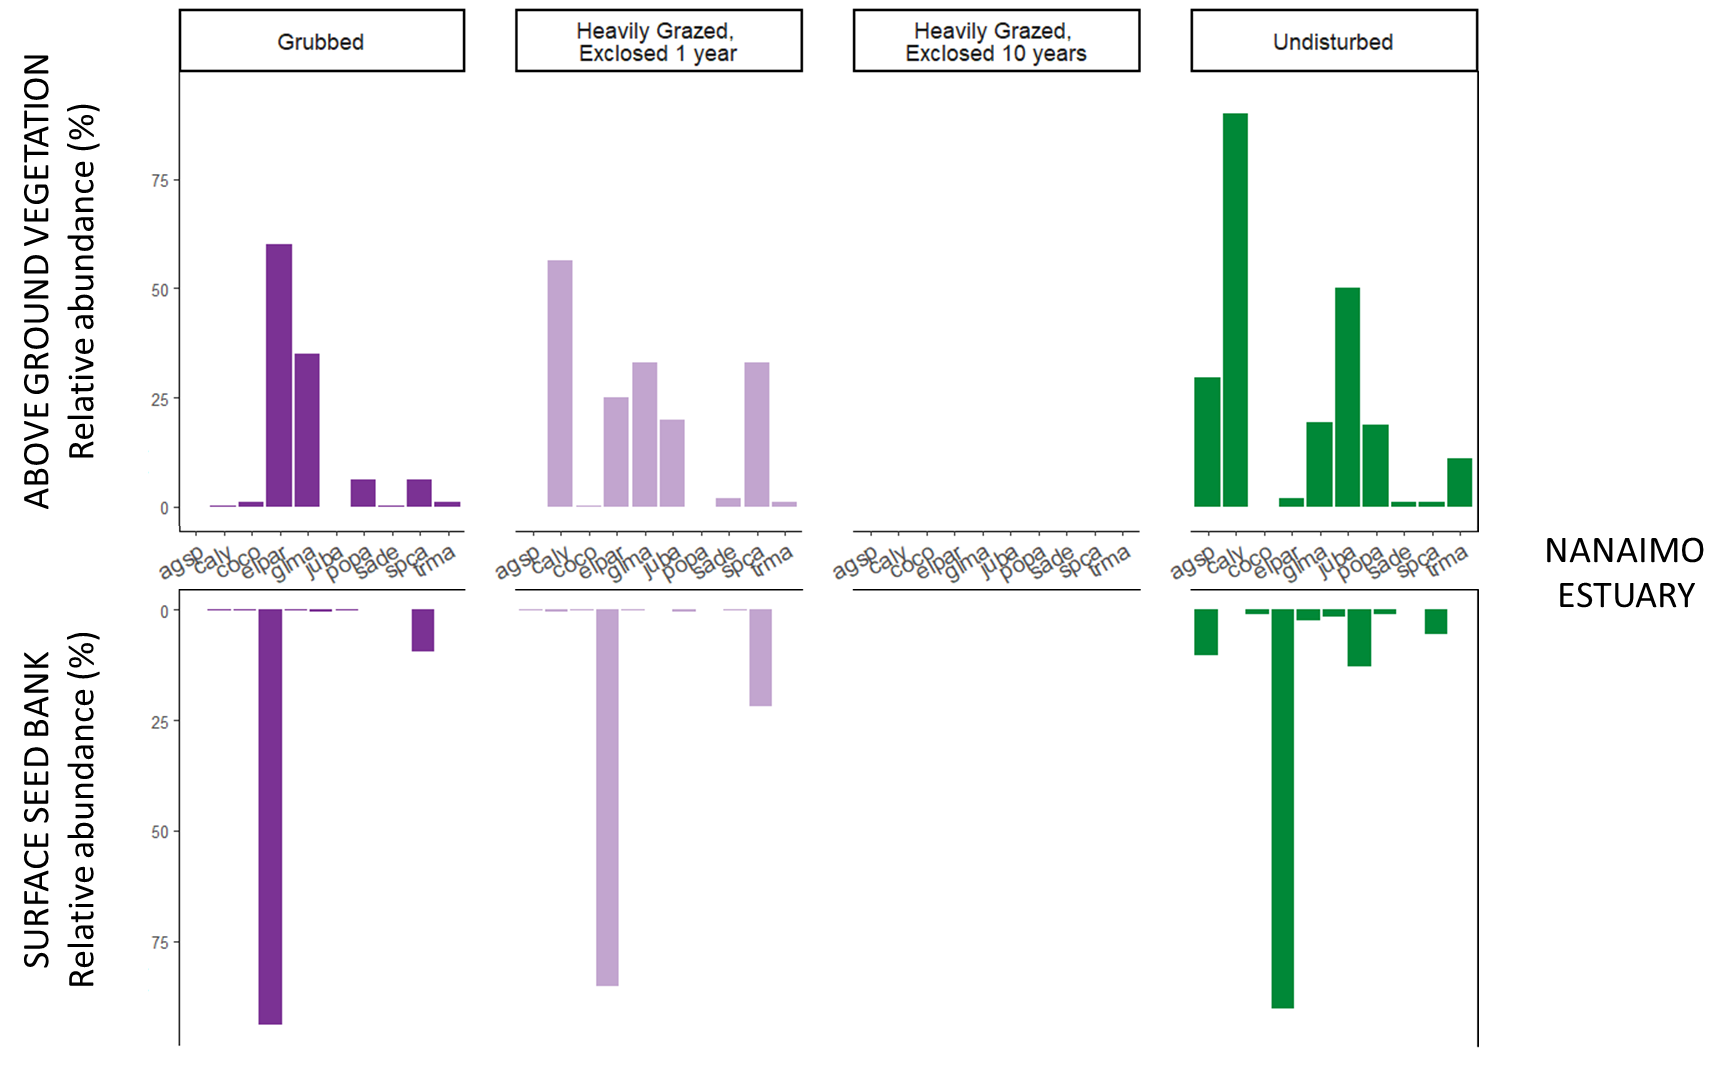 Grubbed
Heavily Grazed,
Exclosed 1 year
Heavily Grazed,
Exclosed 10 years
Undisturbed
ABOVE GROUND VEGETATION
Relative abundance (%)
75
50
25
0
agsp caly coco elpar glma juba popa sade spca trma
agsp caly coco elpar glma juba popa sade spca trma
agsp caly coco elpar glma juba popa sade spca trma
agsp caly coco elpar glma juba popa sade spca trma
NANAIMO
ESTUARY
SURFACE SEED BANK
Relative abundance (%)
0
25
50
75